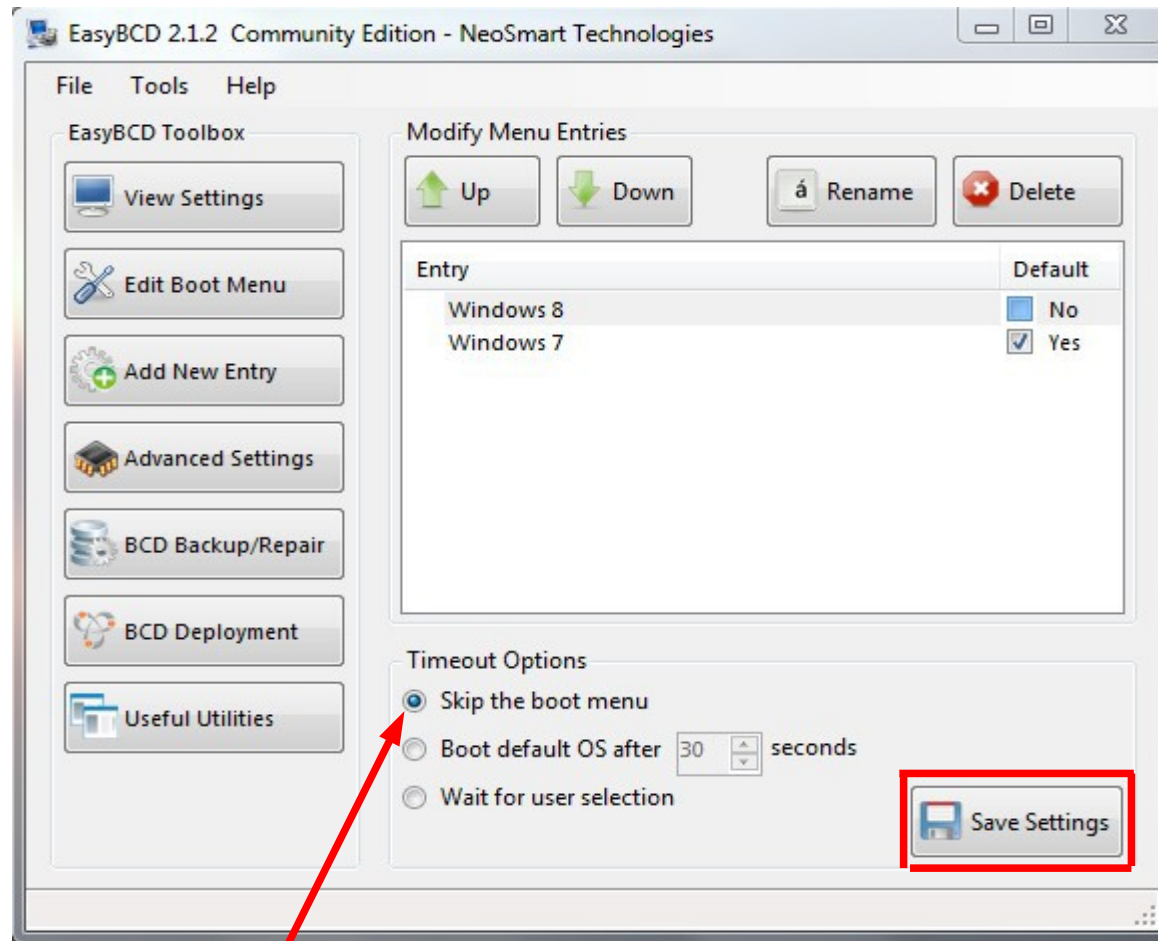 EasyBCD 2.1.2 Community Edition - NeoSmart Technologies
File Tools Help
EasyBCD Toolbox
View Settings
Edit Boot Menu
Add New Entry
Advanced Settings
BCD Backup/Repair
BCD Deployment
Useful Utilities
Modify Menu Entries
Up Down á Rename Delete
Entry Default
Windows 8 No
Windows 7 Yes
Timeout Options
Skip the boot menu
Boot default OS after 30 seconds
Wait for user selection
Save Settings